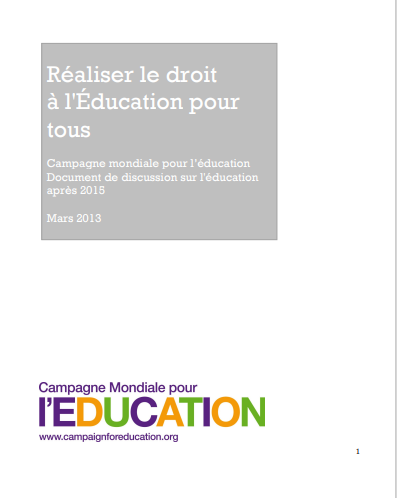 Réaliser le droit
à l'Éducation pour
tous
Campagne mondiale pour l'éducation
Document de discussion sur l'éducation
après 2015
Mars 2013
Campagne Mondiale pour
l'EDUCATION
www.campaignforeducation.org
1